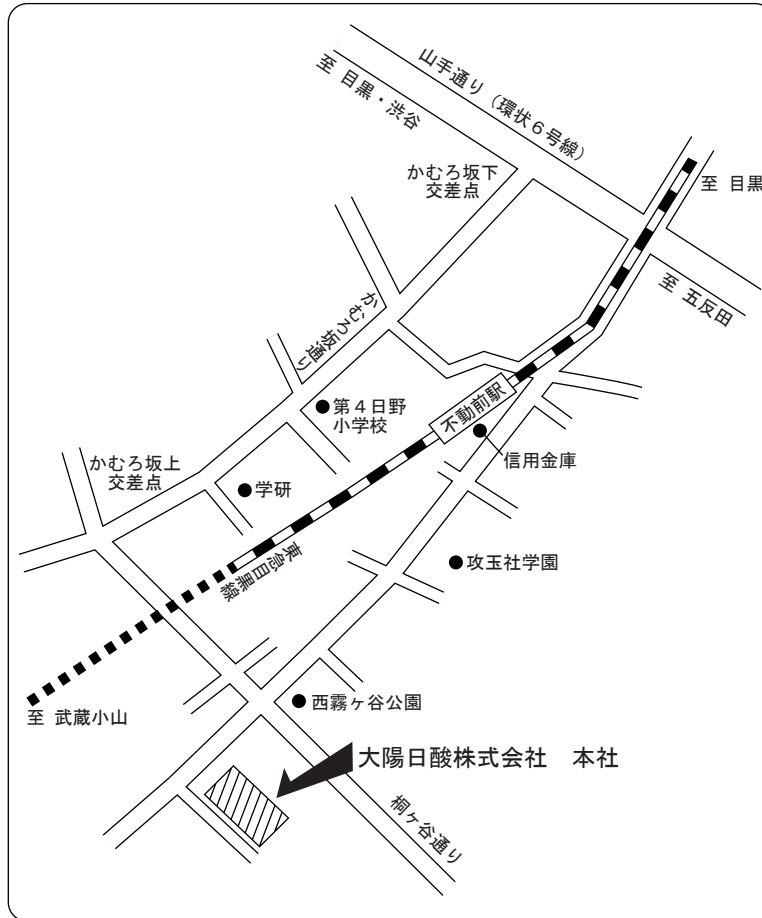 山手通り（環状６号線）
至 目黒・渋谷
かむろ坂下
交差点
至 目黒
至 五反田
かむろ坂通り
第４日野
小学校
不動前駅
信用金庫
かむろ坂上
交差点
学研
東急目黒線
攻玉社学園
西霧ヶ谷公園
至 武蔵小山
大陽日酸株式会社　本社
桐ヶ谷通り